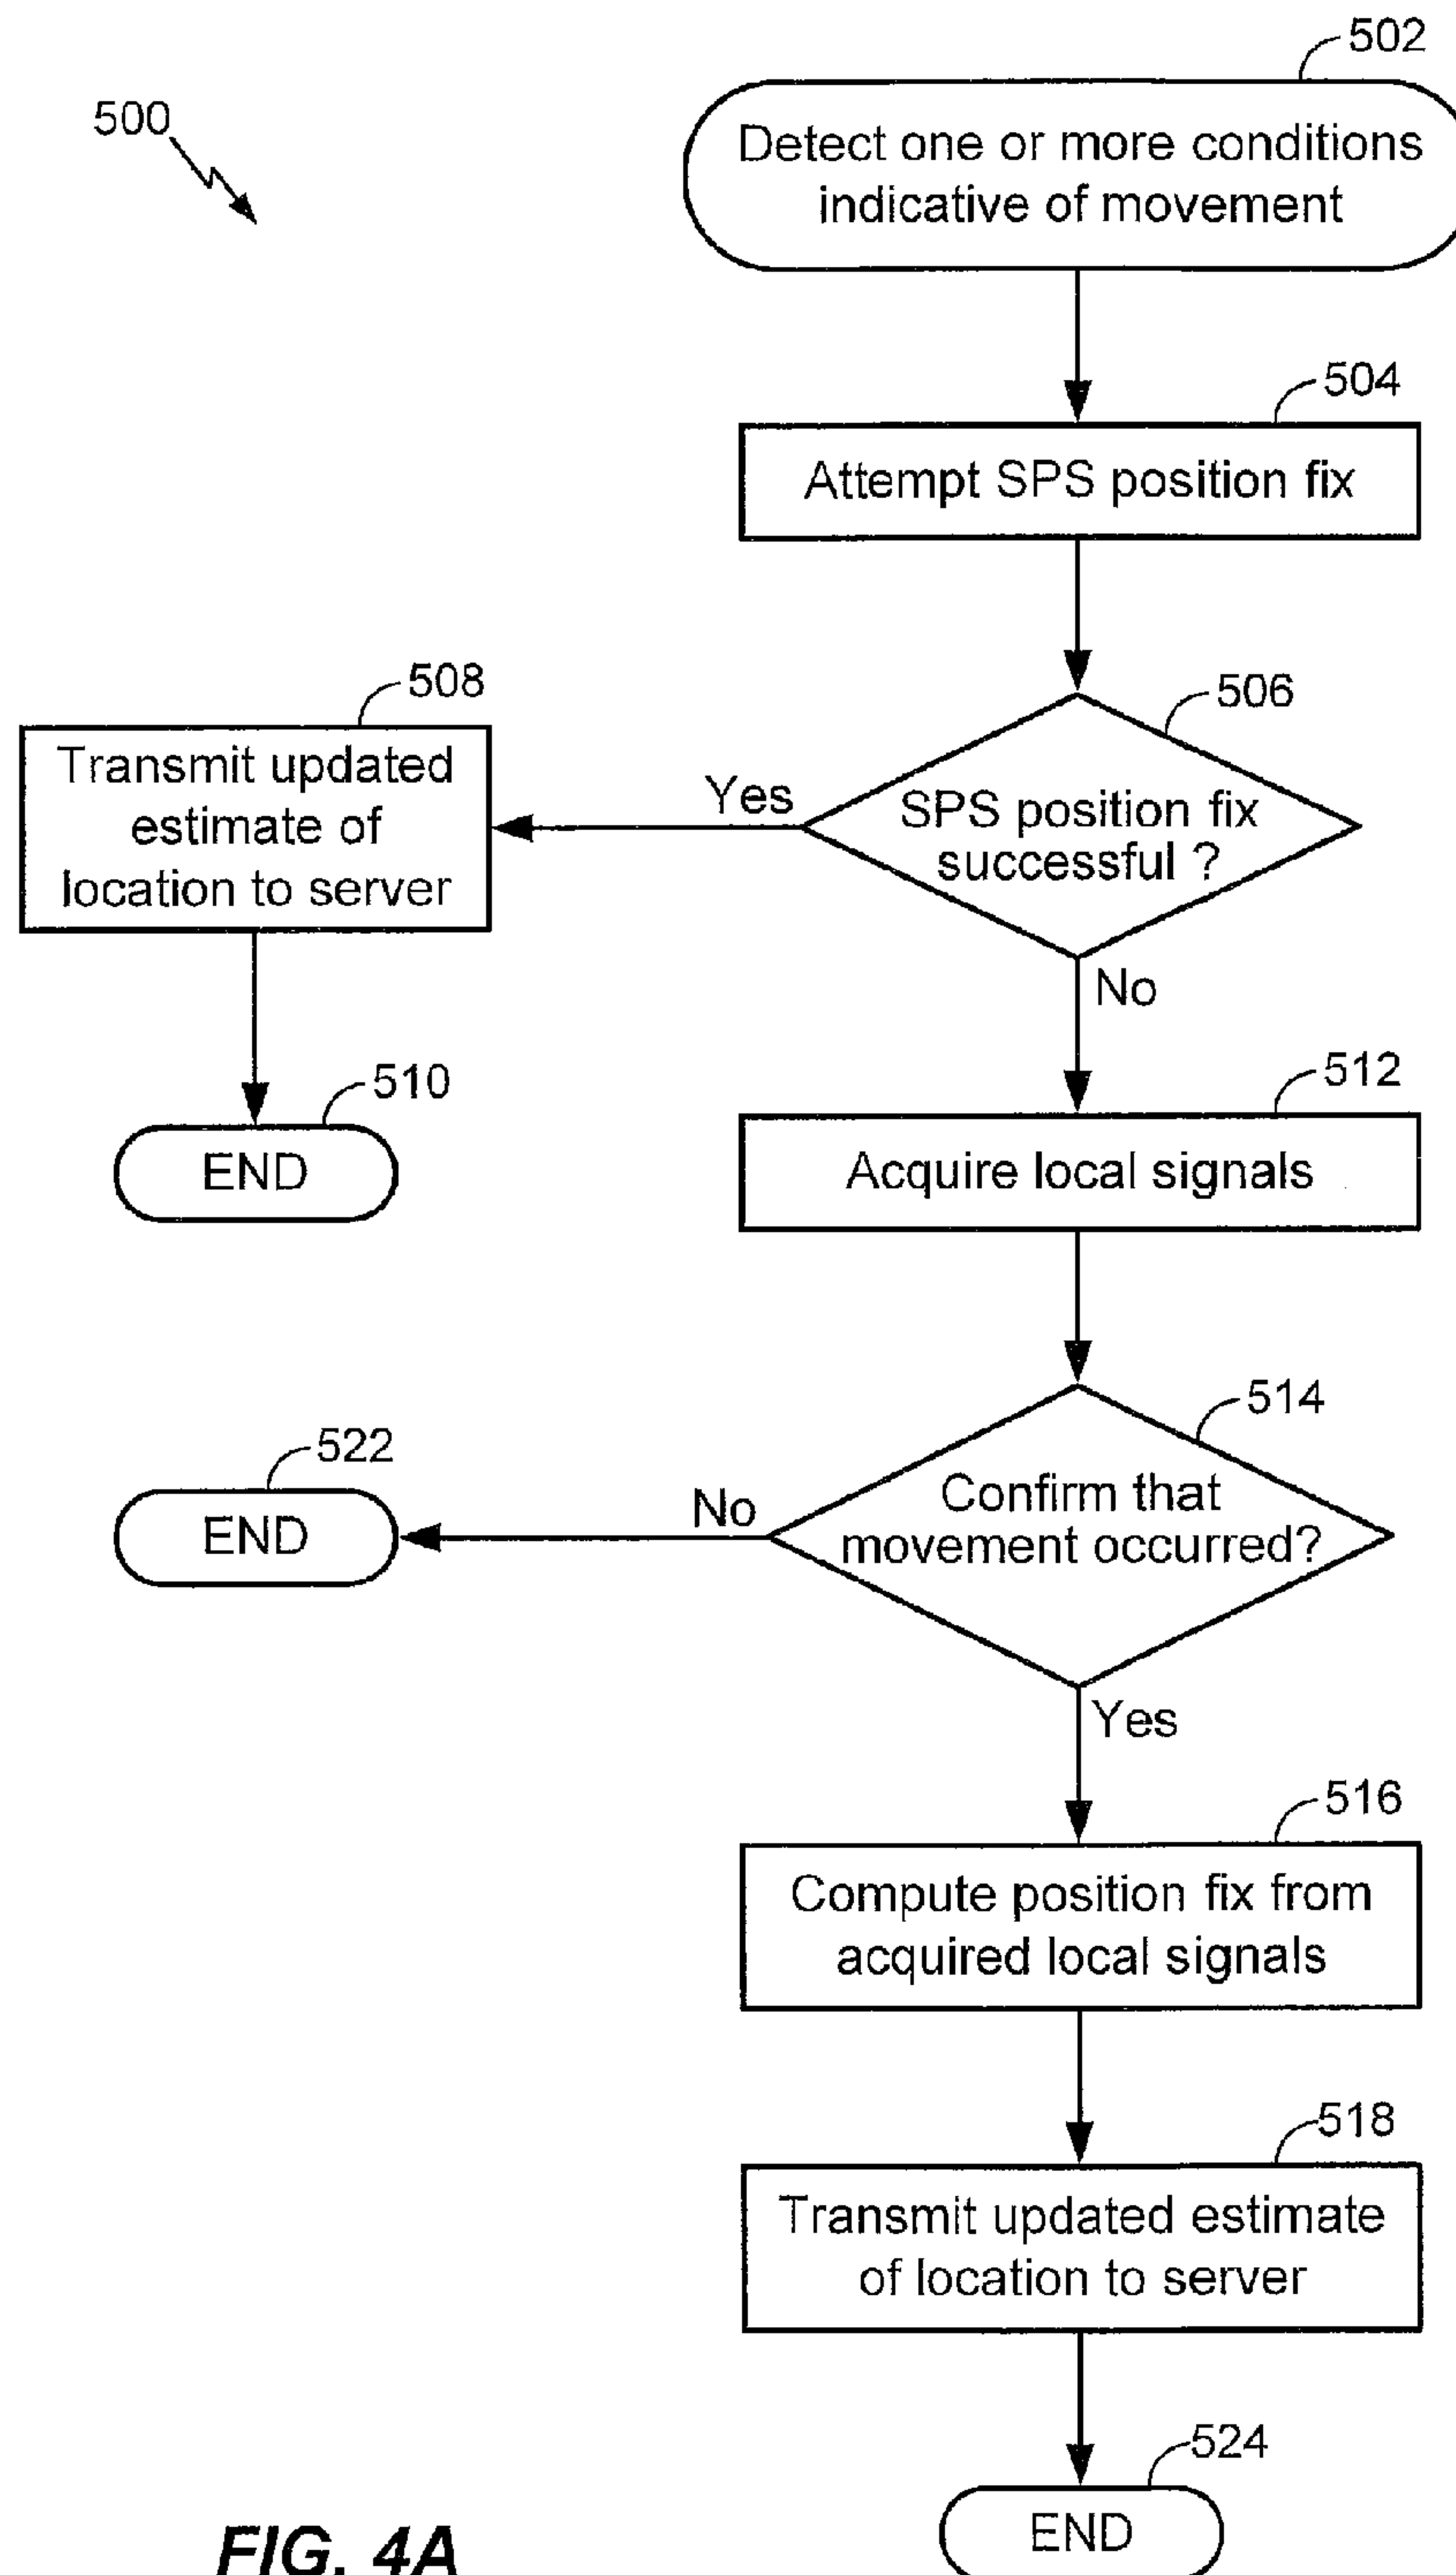 502
500
Detect one or more conditions
indicative of movement
504
Attempt SPS position fix
508
506
Transmit updated
estimate of
location to server
Yes
SPS position fix
successful ?
No
510
END
512
Acquire local signals
514
522
END
No
Confirm that
movement occurred?
Yes
516
Compute position fix from
acquired local signals
518
Transmit updated estimate
of location to server
524
END
FIG. 4A